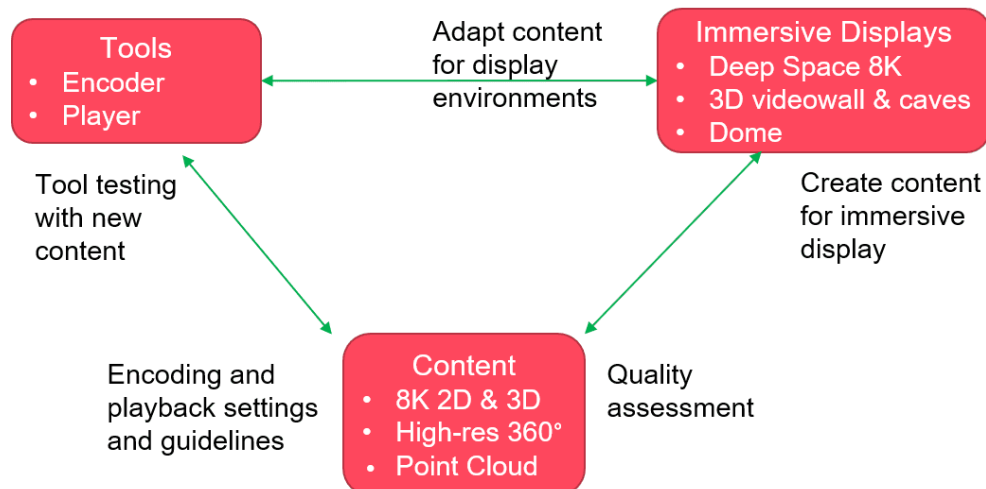 Tools
• Encoder
• Player
Adapt content
for display
environments
Immersive Displays
• Deep Space 8K
• 3D videowall & caves
• Dome
Tool testing
with new
content
Create content
for immersive
display
Encoding and
playback settings
and guidelines
Content
• 8K 2D & 3D
• High-res 360°
• Point Cloud
Quality
assessment